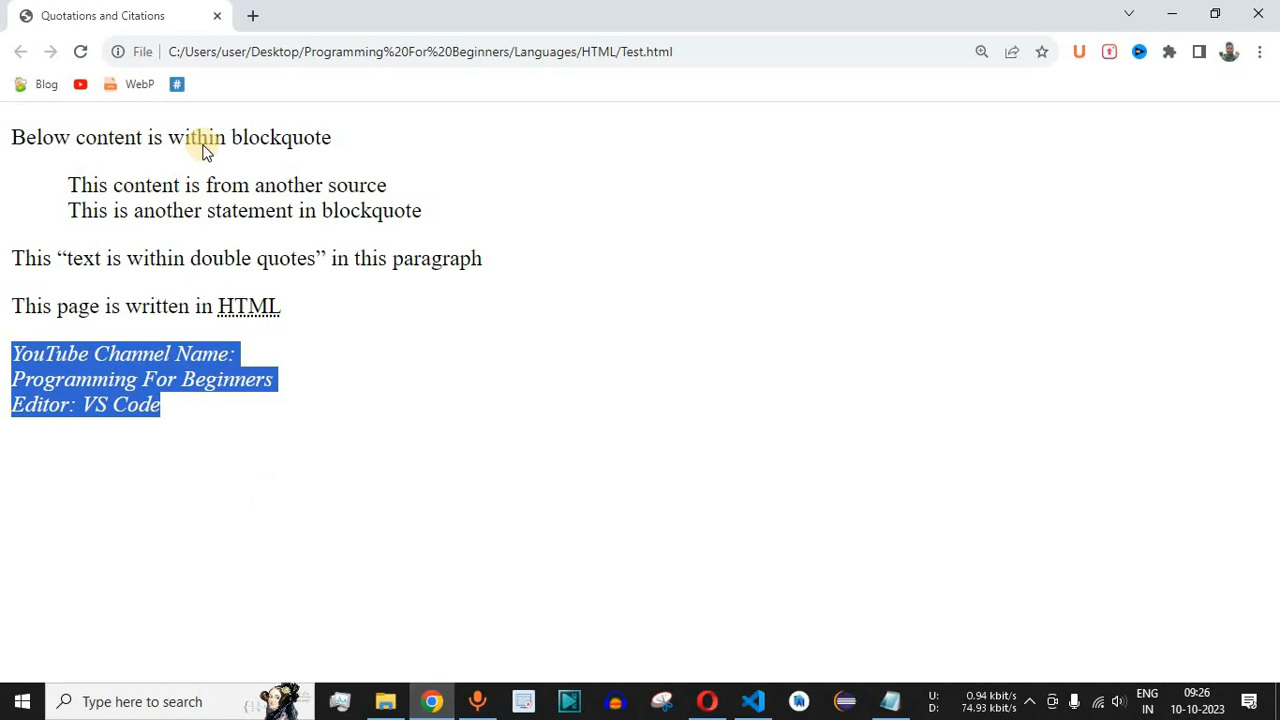 Quotations and Citations
File
C:/Users/user/Desktop/Programming%20For%20Beginners/Languages/HTML/Test.html
Blog
WebP
#
Below content is within blockquote
This content is from another source
This is another statement in blockquote
This “text is within double quotes” in this paragraph
This page is written in HTML
YouTube Channel Name:
Programming For Beginners
Editor: VS Code
Type here to search
U: 0.94 kbit/s
D: 74.93 kbit/s
ENG
IN
09:26
10-10-2023